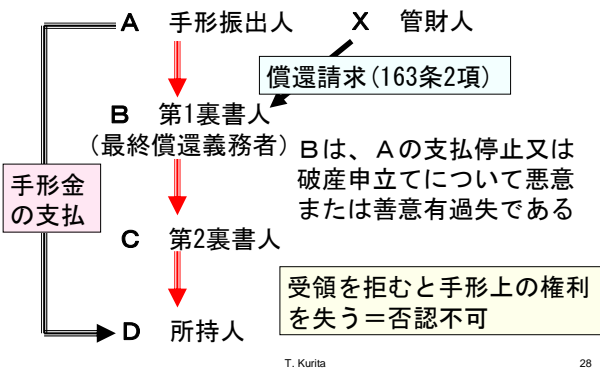 A 手形振出人
X 管財人
償還請求(163条2項)
B 第1裏書人
(最終償還義務者)
Bは、Aの支払停止又は
破産申立てについて悪意
または善意有過失である
手形金
の支払
C 第2裏書人
受領を拒むと手形上の権利
を失う＝否認不可
D 所持人
T. Kurita
28